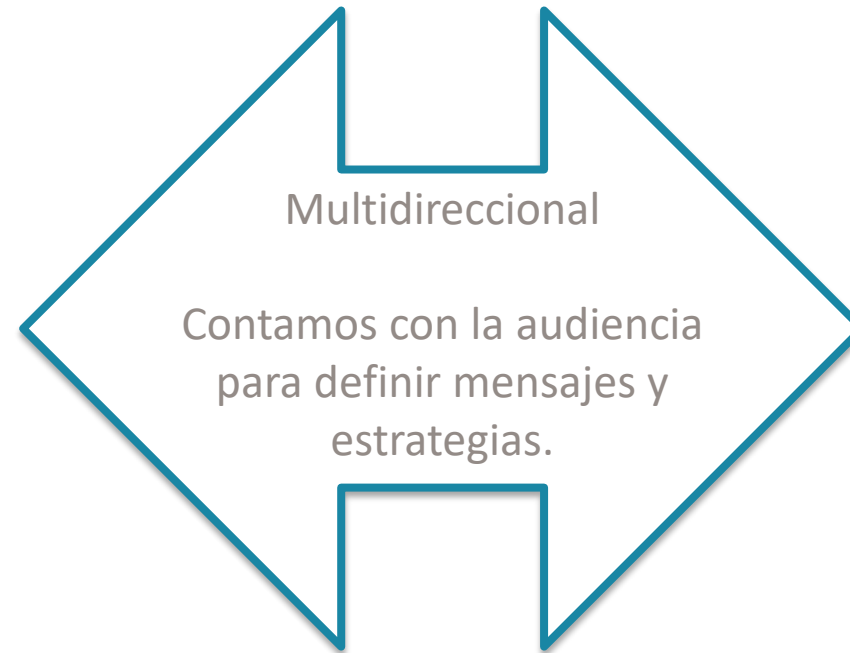 Multidireccional
Contamos con la audiencia
para definir mensajes y
estrategias.